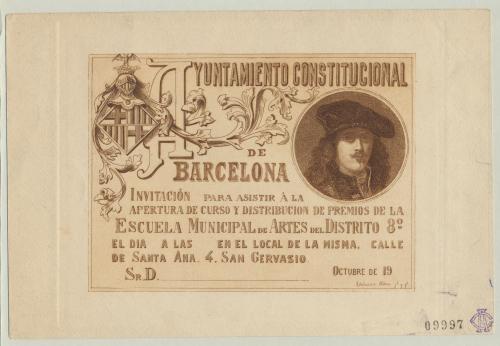 AYUNTAMIENTO CONSTITUCIONAL
DE
BARCELONA
INVITACIÓN PARA ASISTIR Á LA
APERTURA DE CURSO Y DISTRIBUCION DE PREMIOS DE LA
ESCUELA MUNICIPAL DE ARTES DEL DISTRITO 8º
EL DIA A LAS EN EL LOCAL DE LA MISMA, CALLE
DE SANTA ANA, 4, SAN GERVASIO
SR. D.
OCTUBRE DE 19
09997